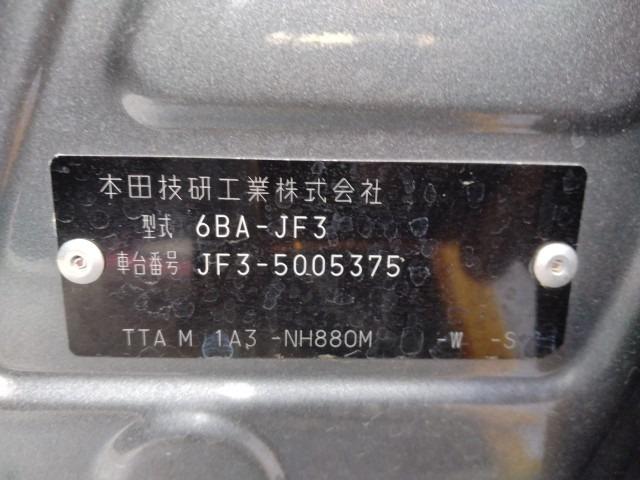 本田技研工業株式会社
型式 6BA-JF3
車台番号 JF3-5005375
TTA M 1A3 -NH880M -W -S